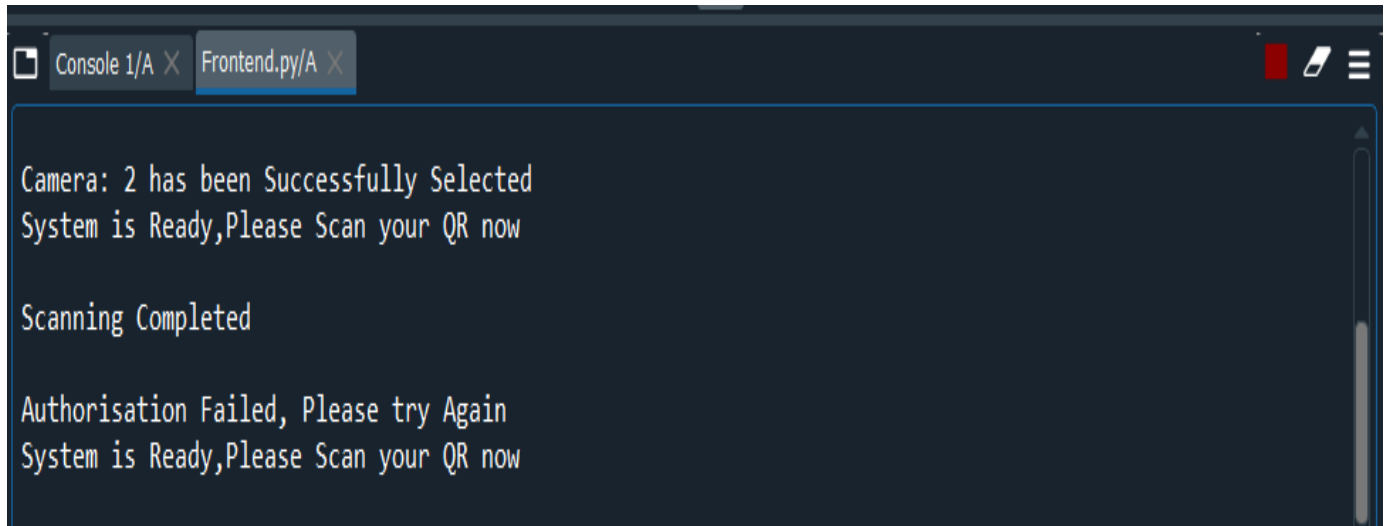 Console 1/A
Frontend.py/A
Camera: 2 has been Successfully Selected
System is Ready,Please Scan your QR now
Scanning Completed
Authorisation Failed, Please try Again
System is Ready,Please Scan your QR now